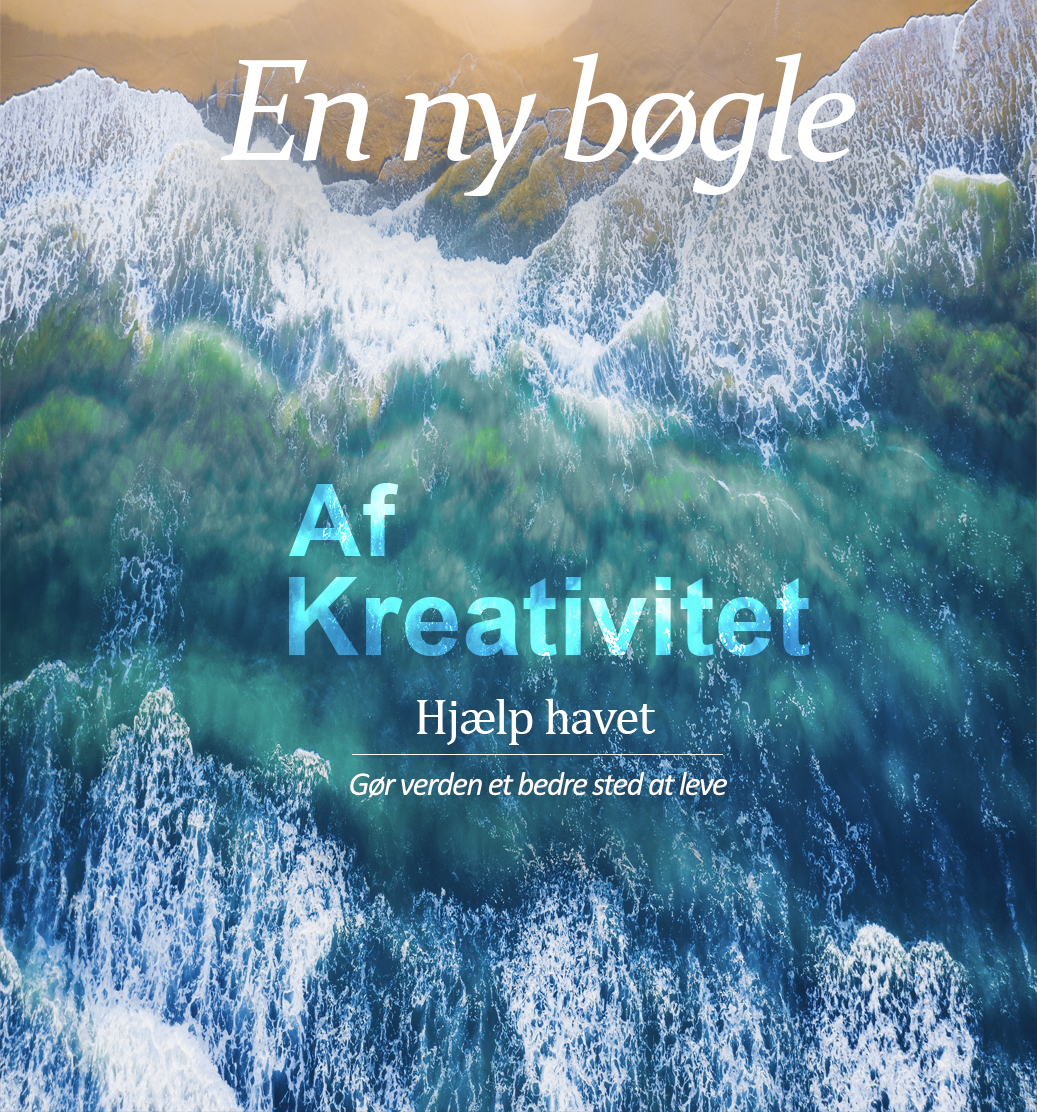 En ny bøgle
Af
Kreativitet
Hjælp havet
Gør verden et bedre sted at leve